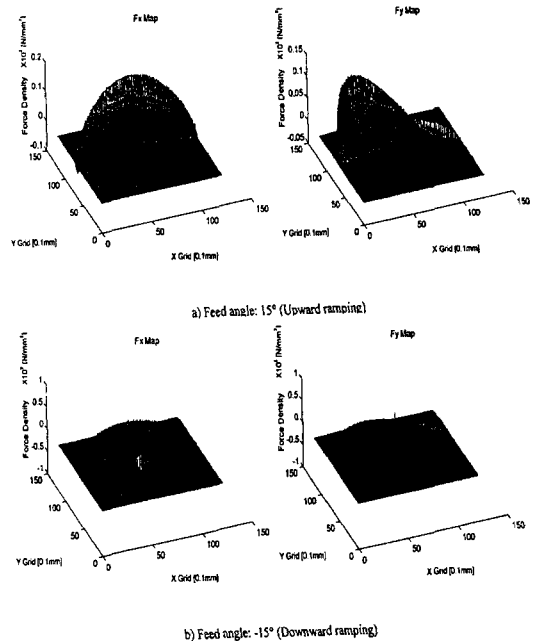 Fx Map
Fy Map
Force Density X10³ (N/mm²)
0.2
0.1
0
-0.1
150
100
50
0
Y Grid [0.1mm]
0
50
100
150
X Grid [0.1mm]
Force Density X10³ (N/mm²)
0.15
0.1
0.05
0
-0.05
150
100
50
0
Y Grid [0.1mm]
0
50
100
150
X Grid [0.1mm]
a) Feed angle: 15° (Upward ramping)
Fx Map
Fy Map
Force Density X10³ (N/mm²)
1
0.5
0
-0.5
-1
150
100
50
0
Y Grid [0.1mm]
0
50
100
150
X Grid [0.1mm]
Force Density X10³ (N/mm²)
1
0.5
0
-0.5
-1
150
100
50
0
Y Grid [0.1mm]
0
50
100
150
X Grid [0.1mm]
b) Feed angle: -15° (Downward ramping)